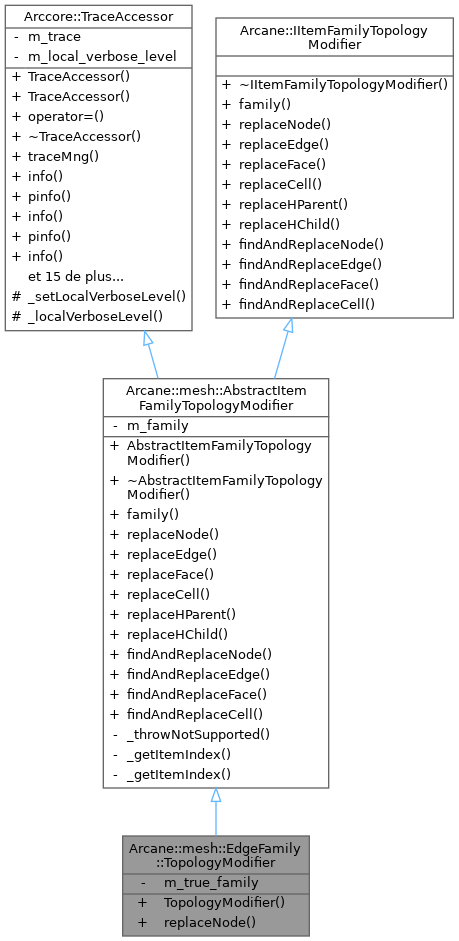 Arccore::TraceAccessor
- m_trace
- m_local_verbose_level
+ TraceAccessor()
+ TraceAccessor()
+ operator=()
+ ~TraceAccessor()
+ traceMng()
+ info()
+ pinfo()
+ info()
+ pinfo()
+ info()
et 15 de plus...
# _setLocalVerboseLevel()
# _localVerboseLevel()
Arcane::IItemFamilyTopology
Modifier
+ ~IItemFamilyTopologyModifier()
+ family()
+ replaceNode()
+ replaceEdge()
+ replaceFace()
+ replaceCell()
+ replaceHParent()
+ replaceHChild()
+ findAndReplaceNode()
+ findAndReplaceEdge()
+ findAndReplaceFace()
+ findAndReplaceCell()
Arcane::mesh::AbstractItem
FamilyTopologyModifier
- m_family
+ AbstractItemFamilyTopology
Modifier()
+ ~AbstractItemFamilyTopology
Modifier()
+ family()
+ replaceNode()
+ replaceEdge()
+ replaceFace()
+ replaceCell()
+ replaceHParent()
+ replaceHChild()
+ findAndReplaceNode()
+ findAndReplaceEdge()
+ findAndReplaceFace()
+ findAndReplaceCell()
- _throwNotSupported()
- _getItemIndex()
- _getItemIndex()
Arcane::mesh::EdgeFamily
::TopologyModifier
- m_true_family
+ TopologyModifier()
+ replaceNode()